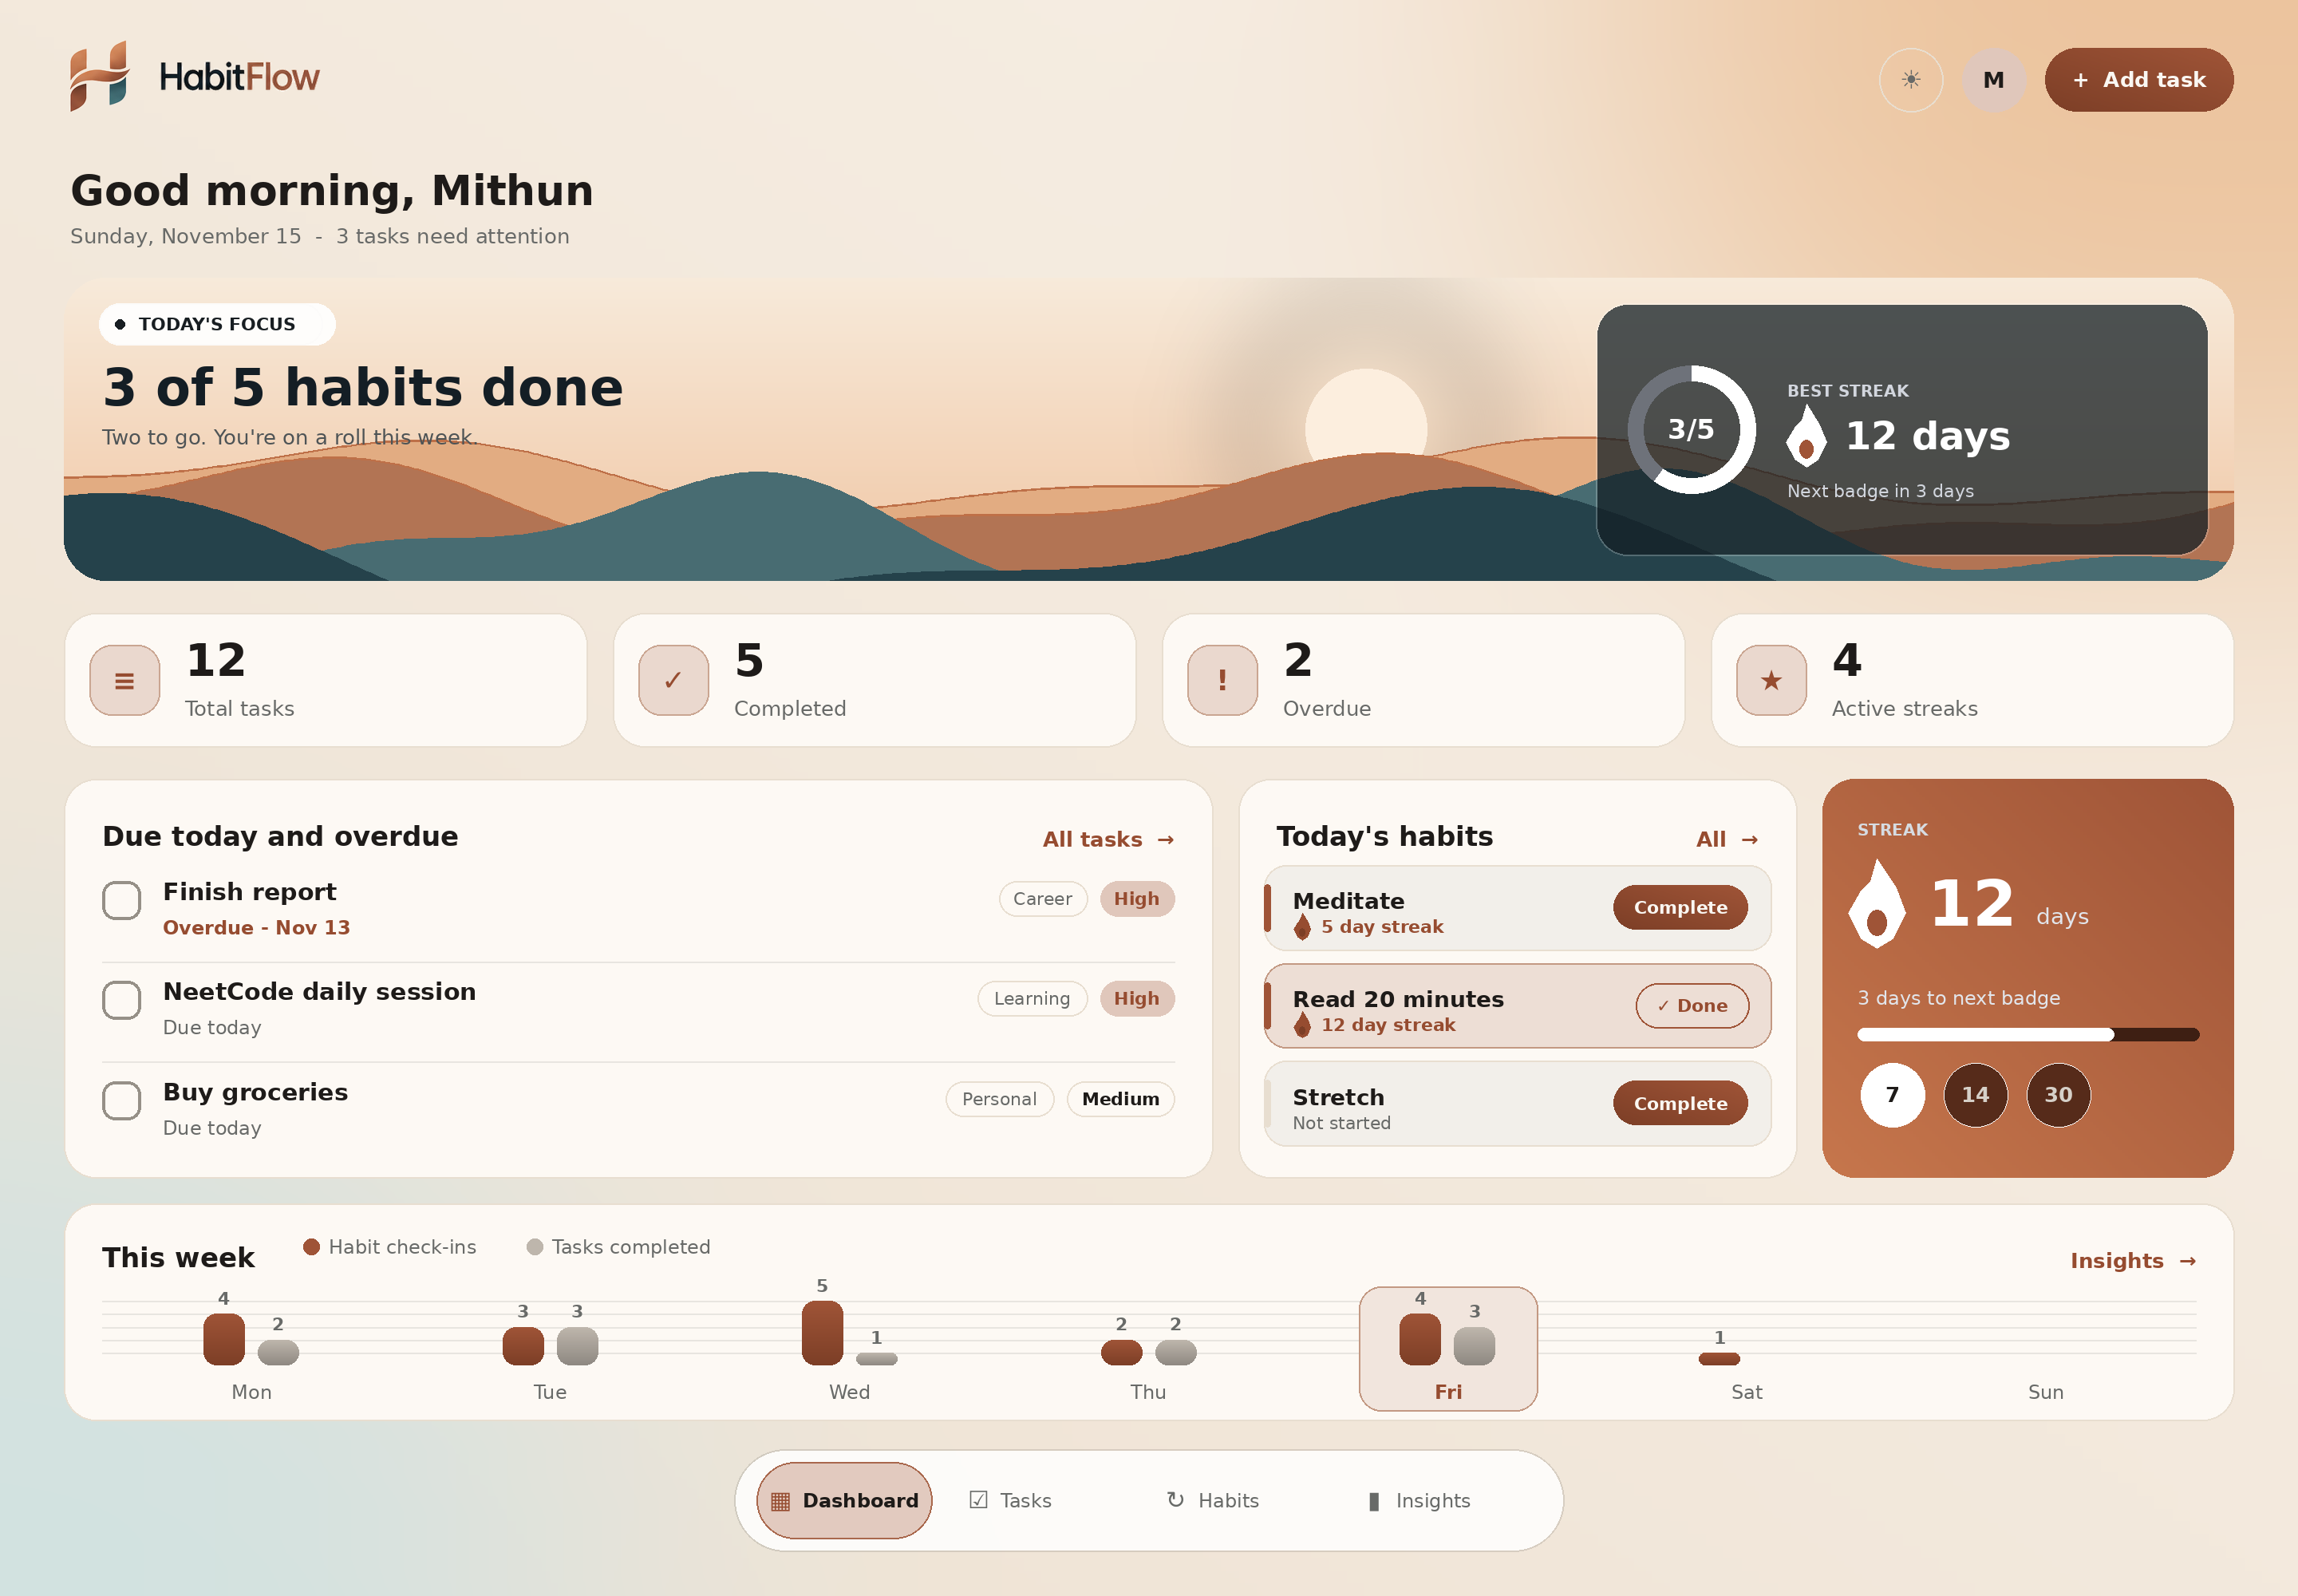 HabitFlow
M
+ Add task
Good morning, Mithun
Sunday, November 15 - 3 tasks need attention
TODAY'S FOCUS
3 of 5 habits done
Two to go. You're on a roll this week.
3/5
BEST STREAK
12 days
Next badge in 3 days
12
Total tasks
5
Completed
!
2
Overdue
4
Active streaks
Due today and overdue
All tasks →
Finish report
Overdue - Nov 13
Career
High
NeetCode daily session
Due today
Learning
High
Buy groceries
Due today
Personal
Medium
Today's habits
All →
Meditate
5 day streak
Complete
Read 20 minutes
12 day streak
✓ Done
Stretch
Not started
Complete
STREAK
12 days
3 days to next badge
7
14
30
This week
Habit check-ins
Tasks completed
Insights →
4
2
3
3
5
1
2
2
4
3
1
Mon
Tue
Wed
Thu
Fri
Sat
Sun
Dashboard
Tasks
Habits
Insights